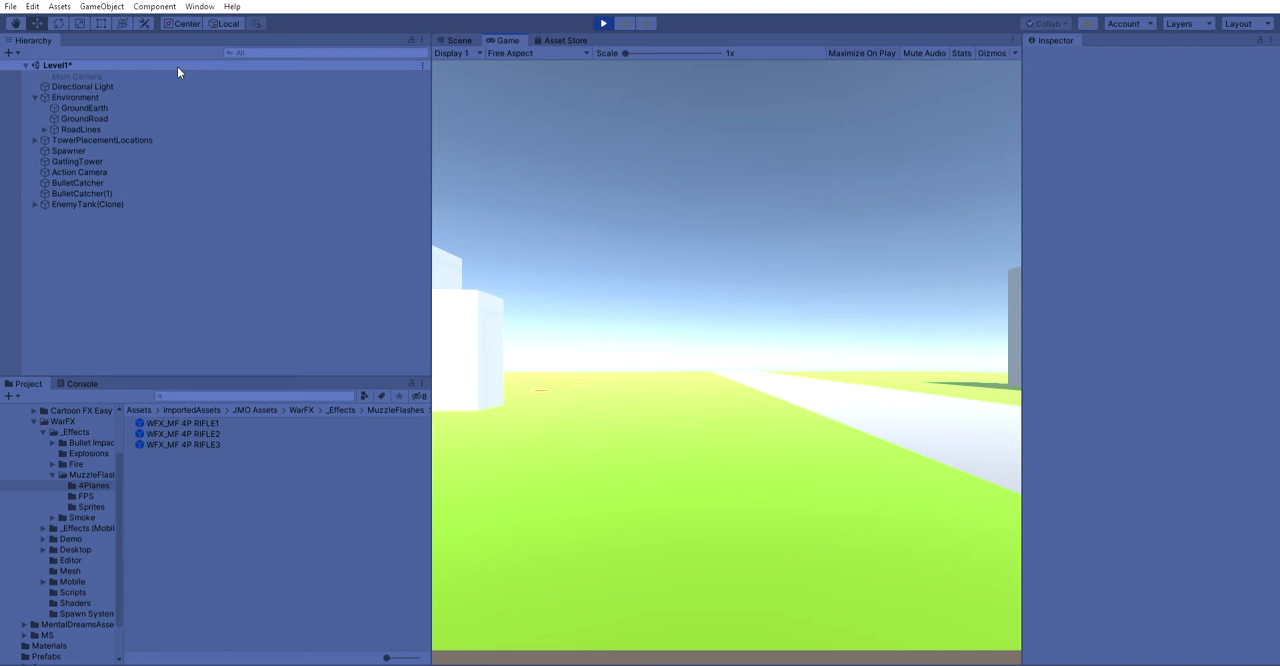 File Edit Assets GameObject Component Window Help
Center Local Collab Account Layers Layout
Hierarchy Scene Game Asset Store Inspector
All Display 1 Free Aspect Scale 1x Maximize On Play Mute Audio Stats Gizmos
Level1*
Main Camera
Directional Light
Environment
GroundEarth
GroundRoad
RoadLines
TowerPlacementLocations
Spawner
GatlingTower
Action Camera
BulletCatcher
BulletCatcher(1)
EnemyTank(Clone)
Project Console
8
Cartoon FX Easy Assets > ImportedAssets > JMO Assets > WarFX > _Effects > MuzzleFlashes
WarFX WFX_MF 4P RIFLE1
_Effects WFX_MF 4P RIFLE2
Bullet Impac WFX_MF 4P RIFLE3
Explosions
Fire
MuzzleFlasl
4Planes
FPS
Sprites
Smoke
_Effects (Mobil
Demo
Desktop
Editor
Mesh
Mobile
Scripts
Shaders
Spawn System
MentalDreamsAsse
MS
Materials
Prefabs